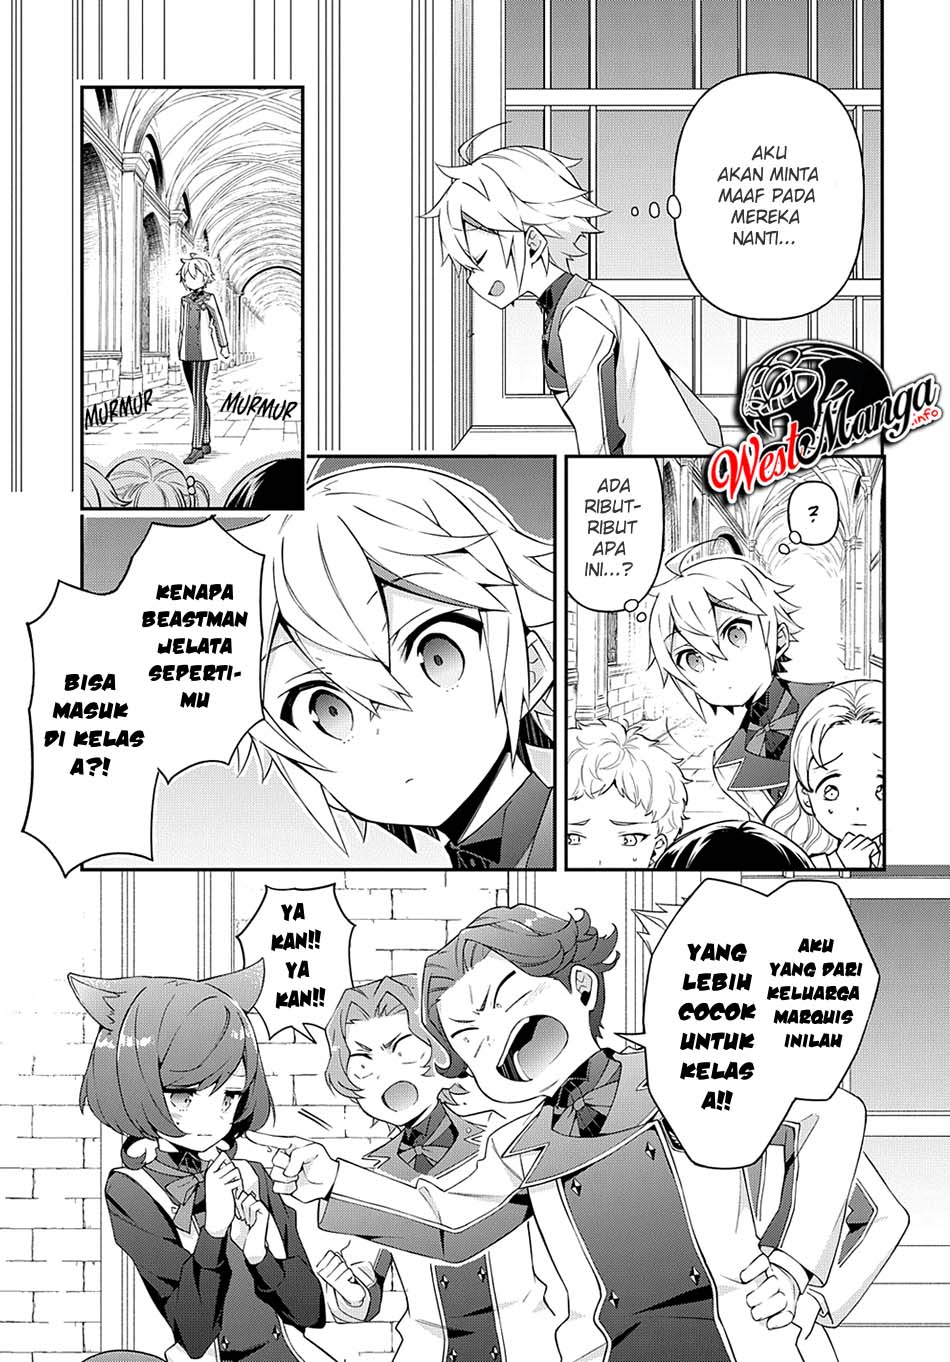 AKU
AKAN MINTA
MAAF PADA
MEREKA
NANTI...
WestManga
.info
MURMUR
MURMUR
?
ADA
RIBUT-
RIBUT
APA
INI...?
KENAPA
BEASTMAN
JELATA
SEPERTI-
MU
BISA
MASUK
DI KELAS
A?!
AKU
YANG DARI
KELUARGA
MARQUIS
INILAH
YANG
LEBIH
COCOK
UNTUK
KELAS
A!!
YA
KAN!!
YA
KAN!!